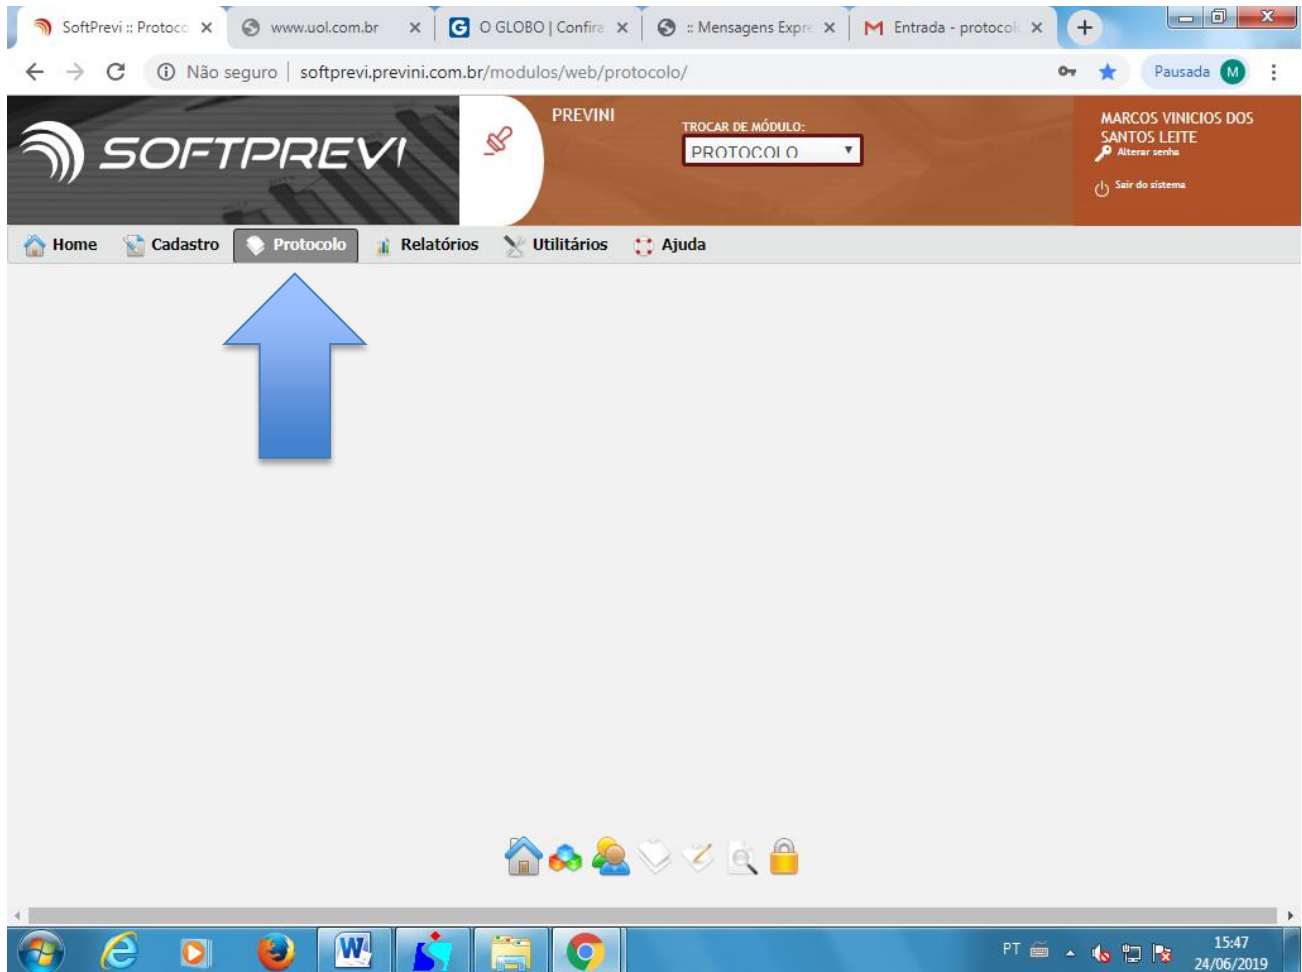 SoftPrevi :: Protoco
www.uol.com.br
O GLOBO | Confira
:: Mensagens Expre
Entrada - protocol
Não seguro | softprevi.previni.com.br/modulos/web/protocolo/
Pausada M
SOFTPREVI
PREVINI
TROCAR DE MÓDULO:
PROTOCOLO
MARCOS VINICIOS DOS
SANTOS LEITE
Alterar senha
Sair do sistema
Home Cadastro Protocolo Relatórios Utilitários Ajuda
PT
15:47
24/06/2019